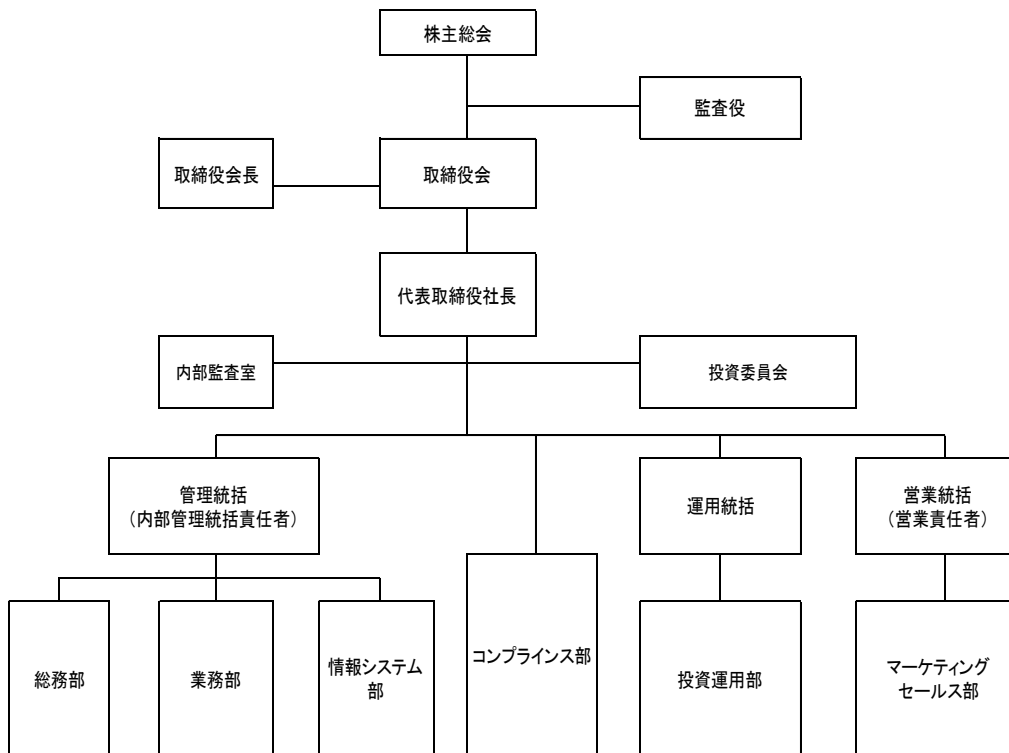 株主総会
監査役
取締役会長
取締役会
代表取締役社長
内部監査室
投資委員会
管理統括
（内部管理統括責任者）
運用統括
営業統括
（営業責任者）
総務部
業務部
情報システム
部
コンプラインス部
投資運用部
マーケティング
セールス部